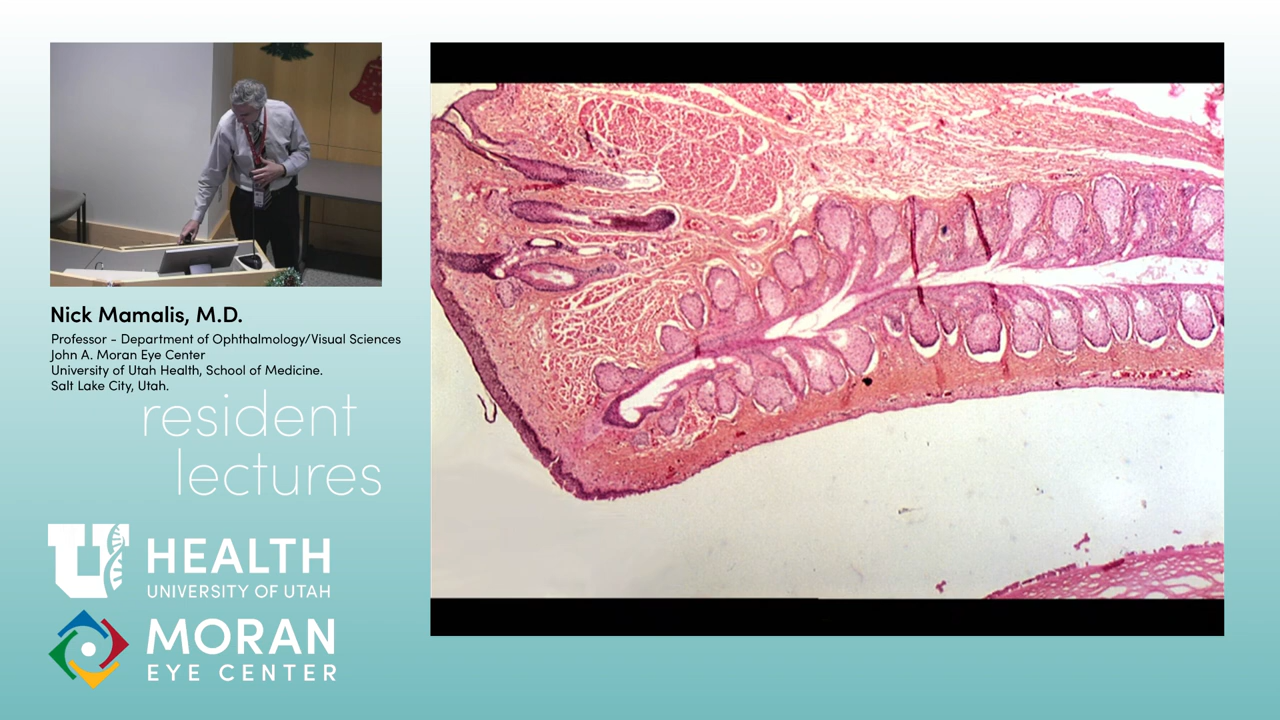 Nick Mamalis, M.D.
Professor - Department of Ophthalmology/Visual Sciences
John A. Moran Eye Center
University of Utah Health, School of Medicine.
Salt Lake City, Utah.
resident
lectures
U HEALTH
UNIVERSITY OF UTAH
MORAN
EYE CENTER